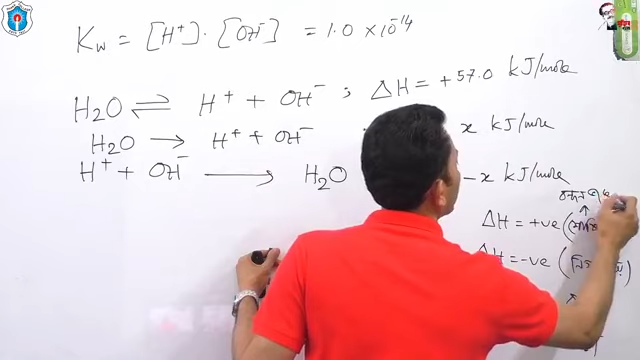 Kw = [H⁺]·[OH⁻] = 1.0 × 10⁻¹⁴
H₂O ⇌ H⁺ + OH⁻ ; ΔH = +57.0 kJ/mole
H₂O → H⁺ + OH⁻ x kJ/mole
H⁺ + OH⁻ → H₂O – x kJ/mole
ΔH = +ve
ΔH = –ve